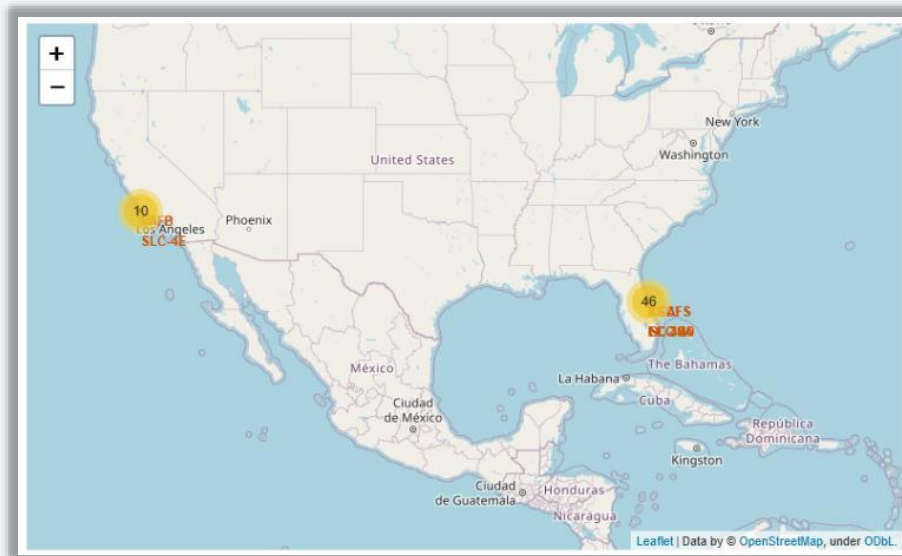 +
−
Ottawa
New York
Washington
United States
10
Los Angeles
SLC-4E
Phoenix
46
The Bahamas
La Habana
Cuba
México
Ciudad
de México
República
Dominicana
Kingston
Ciudad
de Guatemala
Honduras
Nicaragua
Leaflet | Data by © OpenStreetMap, under ODbL.